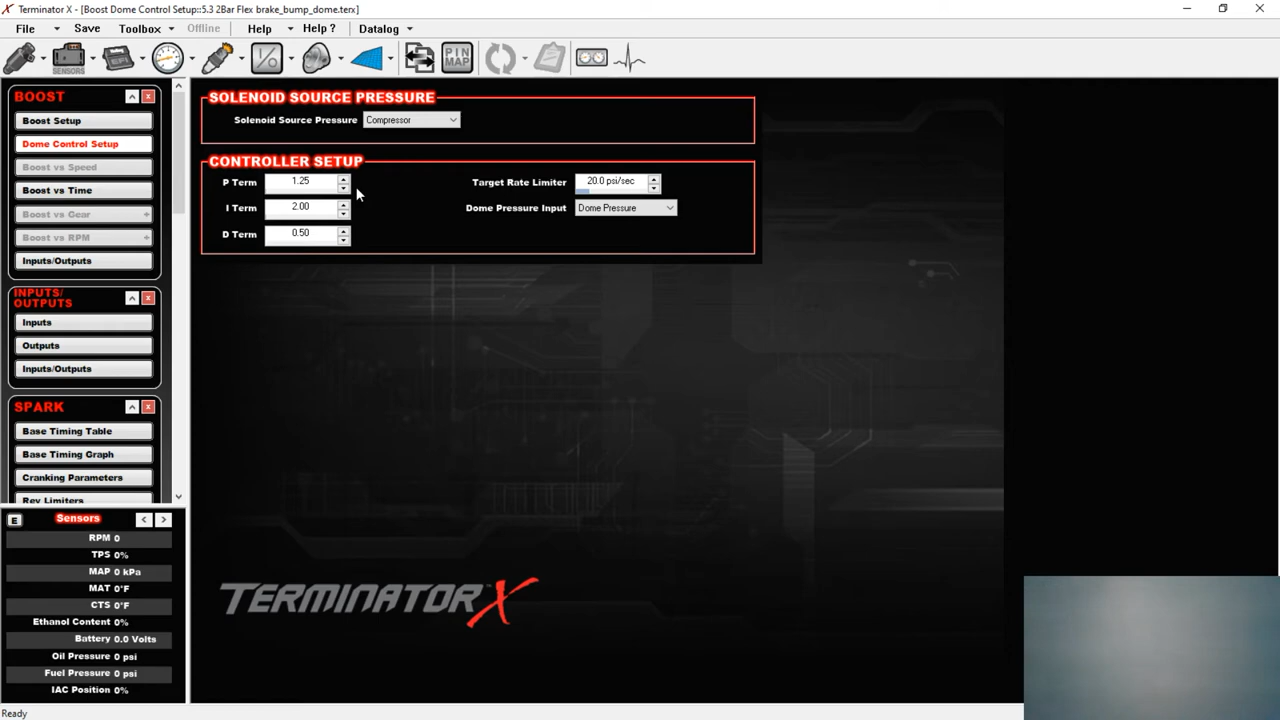 Terminator X - [Boost Dome Control Setup::5.3 2Bar Flex brake_bump_dome.terx]
File Save Toolbox Offline Help Help ? Datalog
SENSORS EFI 1/0 PIN MAP
BOOST
Boost Setup
Dome Control Setup
Boost vs Speed
Boost vs Time
Boost vs Gear +
Boost vs RPM +
Inputs/Outputs
INPUTS/
OUTPUTS
Inputs
Outputs
Inputs/Outputs
SPARK
Base Timing Table
Base Timing Graph
Cranking Parameters
Rev Limiters
E Sensors < >
RPM 0
TPS 0%
MAP 0 kPa
MAT 0°F
CTS 0°F
Ethanol Content 0%
Battery 0.0 Volts
Oil Pressure 0 psi
Fuel Pressure 0 psi
IAC Position 0%
SOLENOID SOURCE PRESSURE
Solenoid Source Pressure Compressor
CONTROLLER SETUP
P Term 1.25 Target Rate Limiter 20.0 psi/sec
I Term 2.00 Dome Pressure Input Dome Pressure
D Term 0.50
TERMINATOR X
Ready